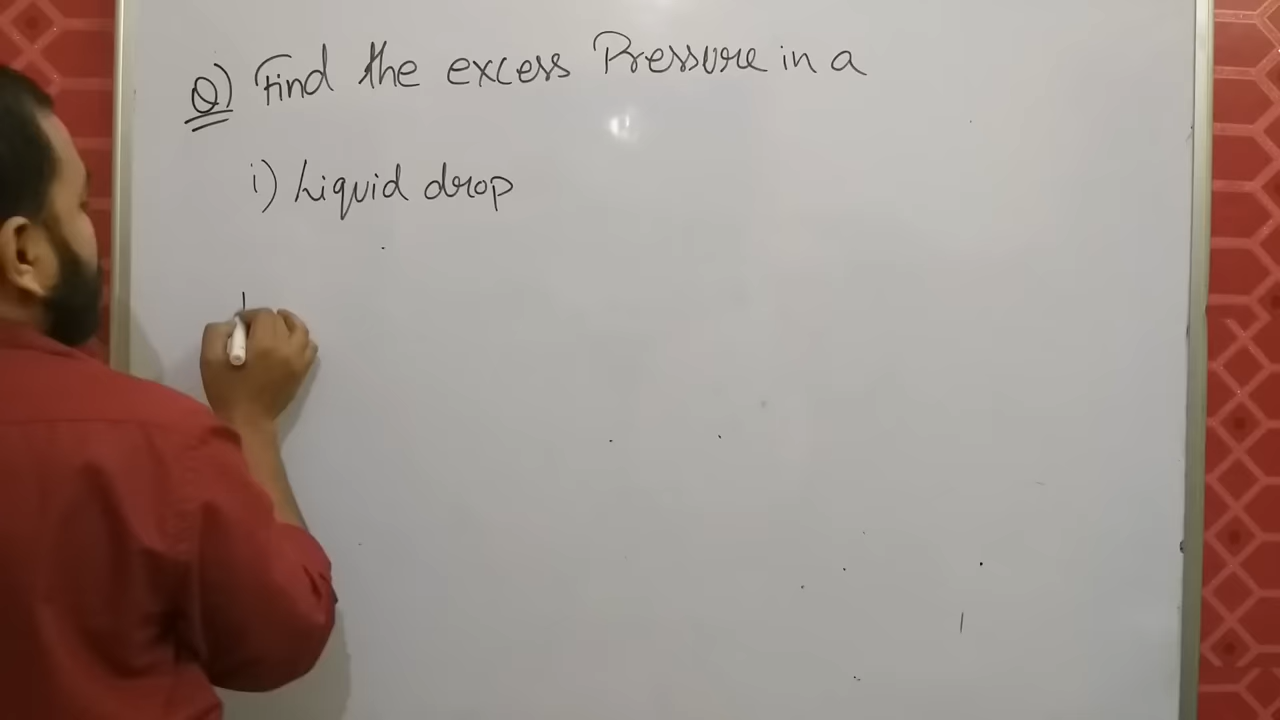 Q) Find the excess Pressure in a
i) Liquid drop